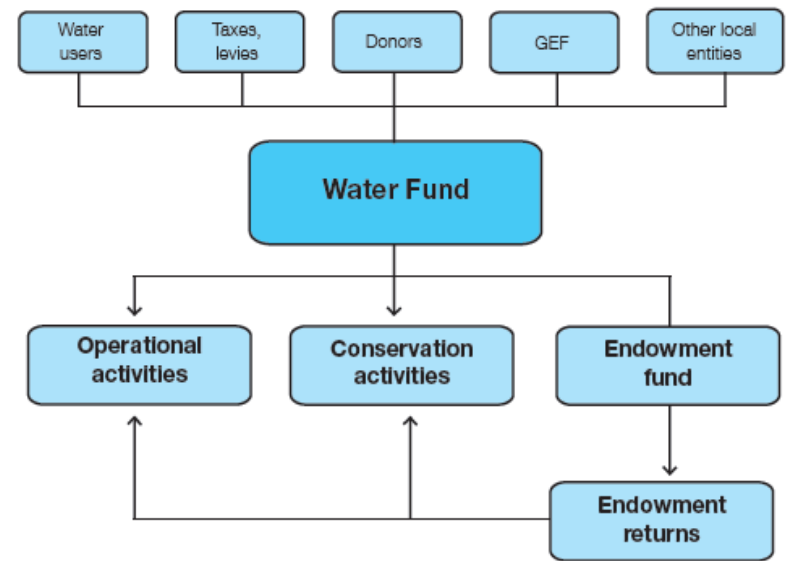 Water
users
Taxes,
levies
Donors
GEF
Other local
entities
Water Fund
Operational
activities
Conservation
activities
Endowment
fund
Endowment
returns